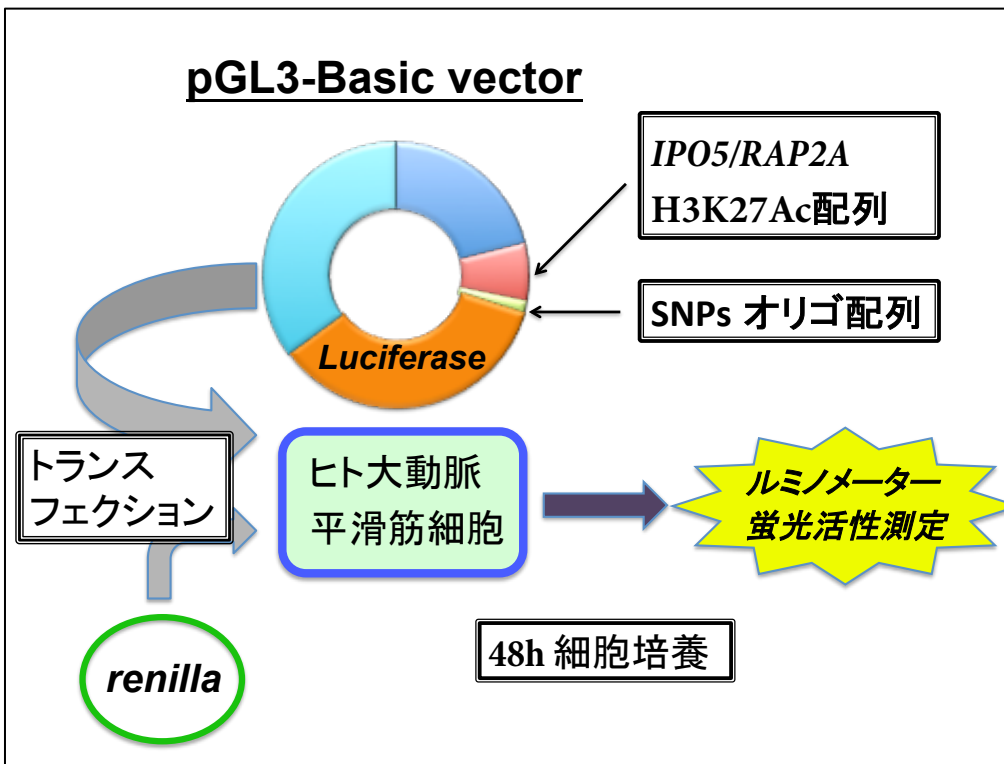 pGL3-Basic vector
IPO5/RAP2A
H3K27Ac配列
SNPs オリゴ配列
Luciferase
トランス
フェクション
ヒト大動脈
平滑筋細胞
ルミノメーター
蛍光活性測定
48h 細胞培養
renilla